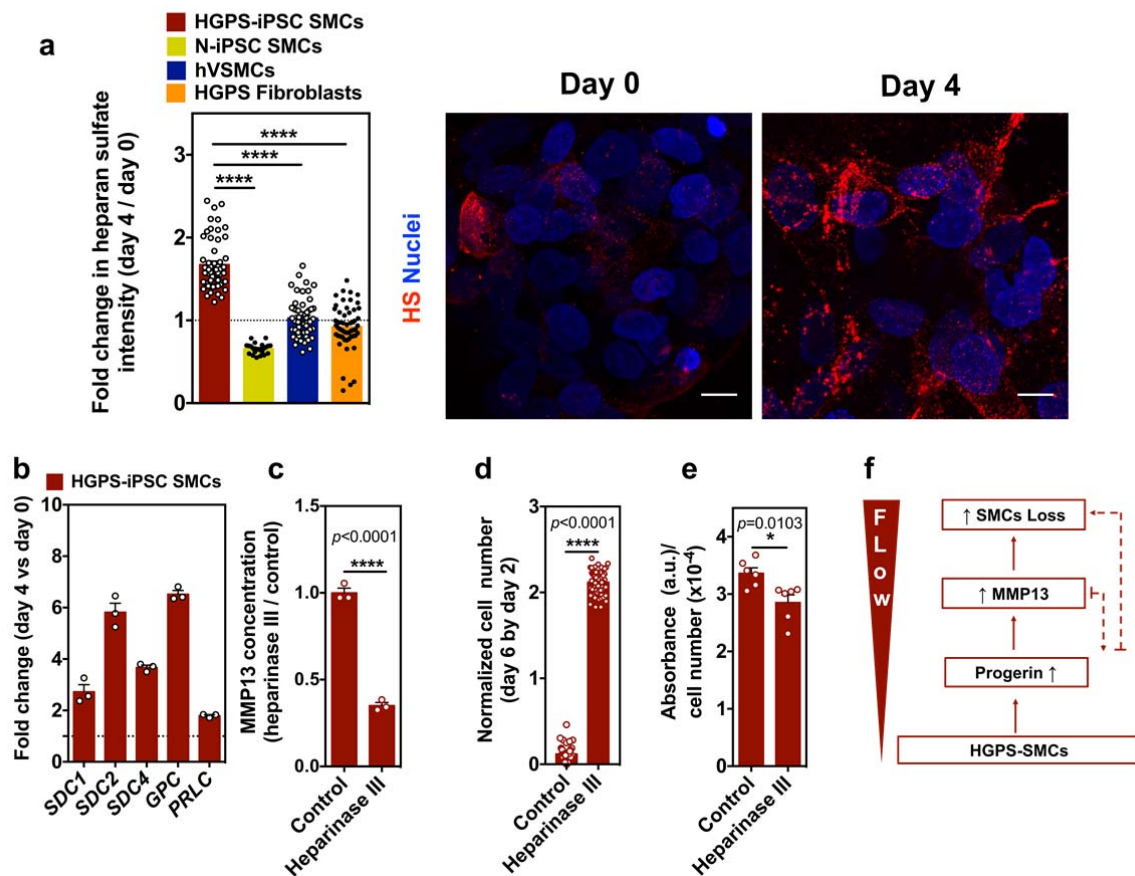 a
HGPS-iPSC SMCs
N-iPSC SMCs
hVSMCs
HGPS Fibroblasts
Fold change in heparan sulfate
intensity (day 4 / day 0)
3
2
1
0
****
****
****
Day 0
Day 4
HS Nuclei
b
HGPS-iPSC SMCs
Fold change (day 4 vs day 0)
10
8
6
4
2
0
SDC1
SDC2
SDC4
GPC
PRLC
c
MMP13 concentration
(heparinase III / control)
1.5
1.0
0.5
0.0
p<0.0001
****
Control
Heparinase III
d
Normalized cell number
(day 6 by day 2)
3
2
1
0
p<0.0001
****
Control
Heparinase III
e
Absorbance (a.u.)/
cell number (x10-4)
4
3
2
1
0
p=0.0103
*
Control
Heparinase III
f
FLow
↑ SMCs Loss
↑ MMP13
Progerin ↑
HGPS-SMCs